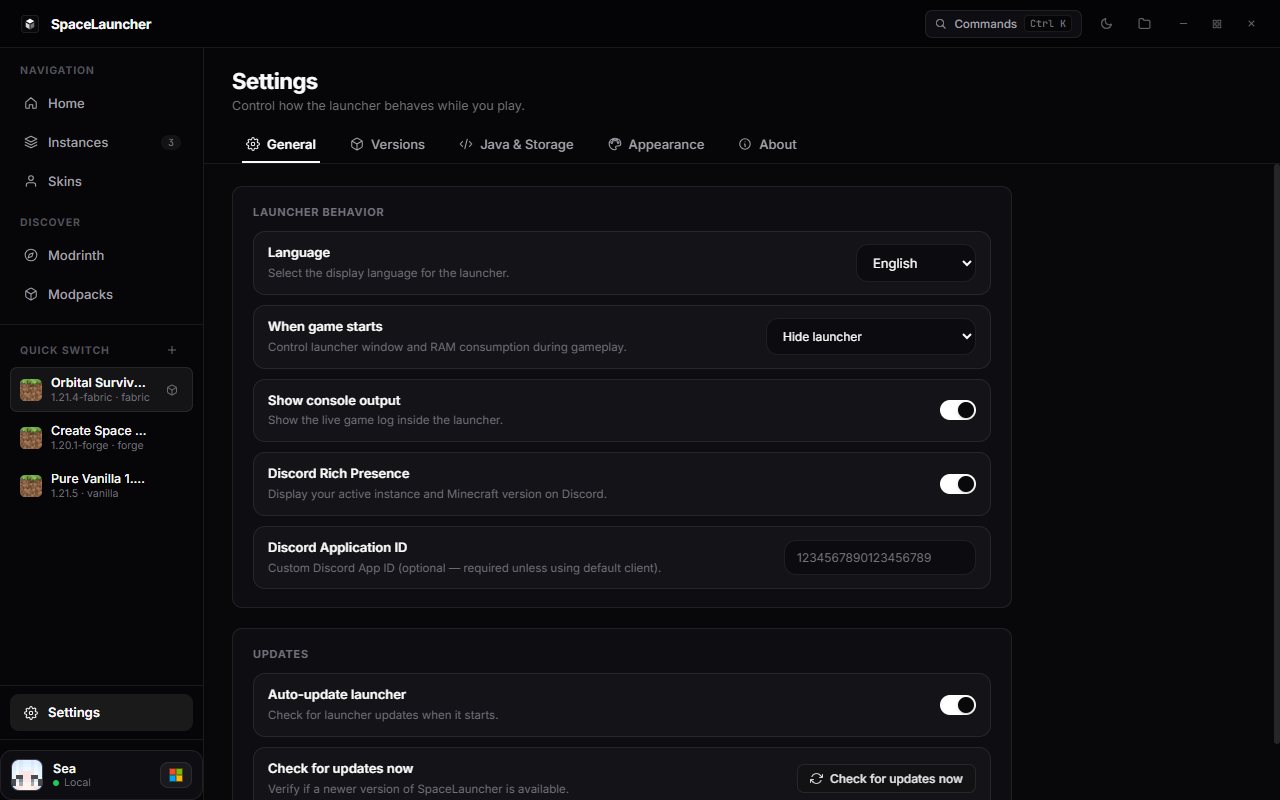 SpaceLauncher
Commands Ctrl K
NAVIGATION
Home
Instances 3
Skins
DISCOVER
Modrinth
Modpacks
QUICK SWITCH +
Orbital Surviv...
1.21.4-fabric · fabric
Create Space ...
1.20.1-forge · forge
Pure Vanilla 1....
1.21.5 · vanilla
Settings
Sea
Local
Settings
Control how the launcher behaves while you play.
General Versions Java & Storage Appearance About
LAUNCHER BEHAVIOR
Language
Select the display language for the launcher.
English
When game starts
Control launcher window and RAM consumption during gameplay.
Hide launcher
Show console output
Show the live game log inside the launcher.
Discord Rich Presence
Display your active instance and Minecraft version on Discord.
Discord Application ID
Custom Discord App ID (optional — required unless using default client).
1234567890123456789
UPDATES
Auto-update launcher
Check for launcher updates when it starts.
Check for updates now
Verify if a newer version of SpaceLauncher is available.
Check for updates now